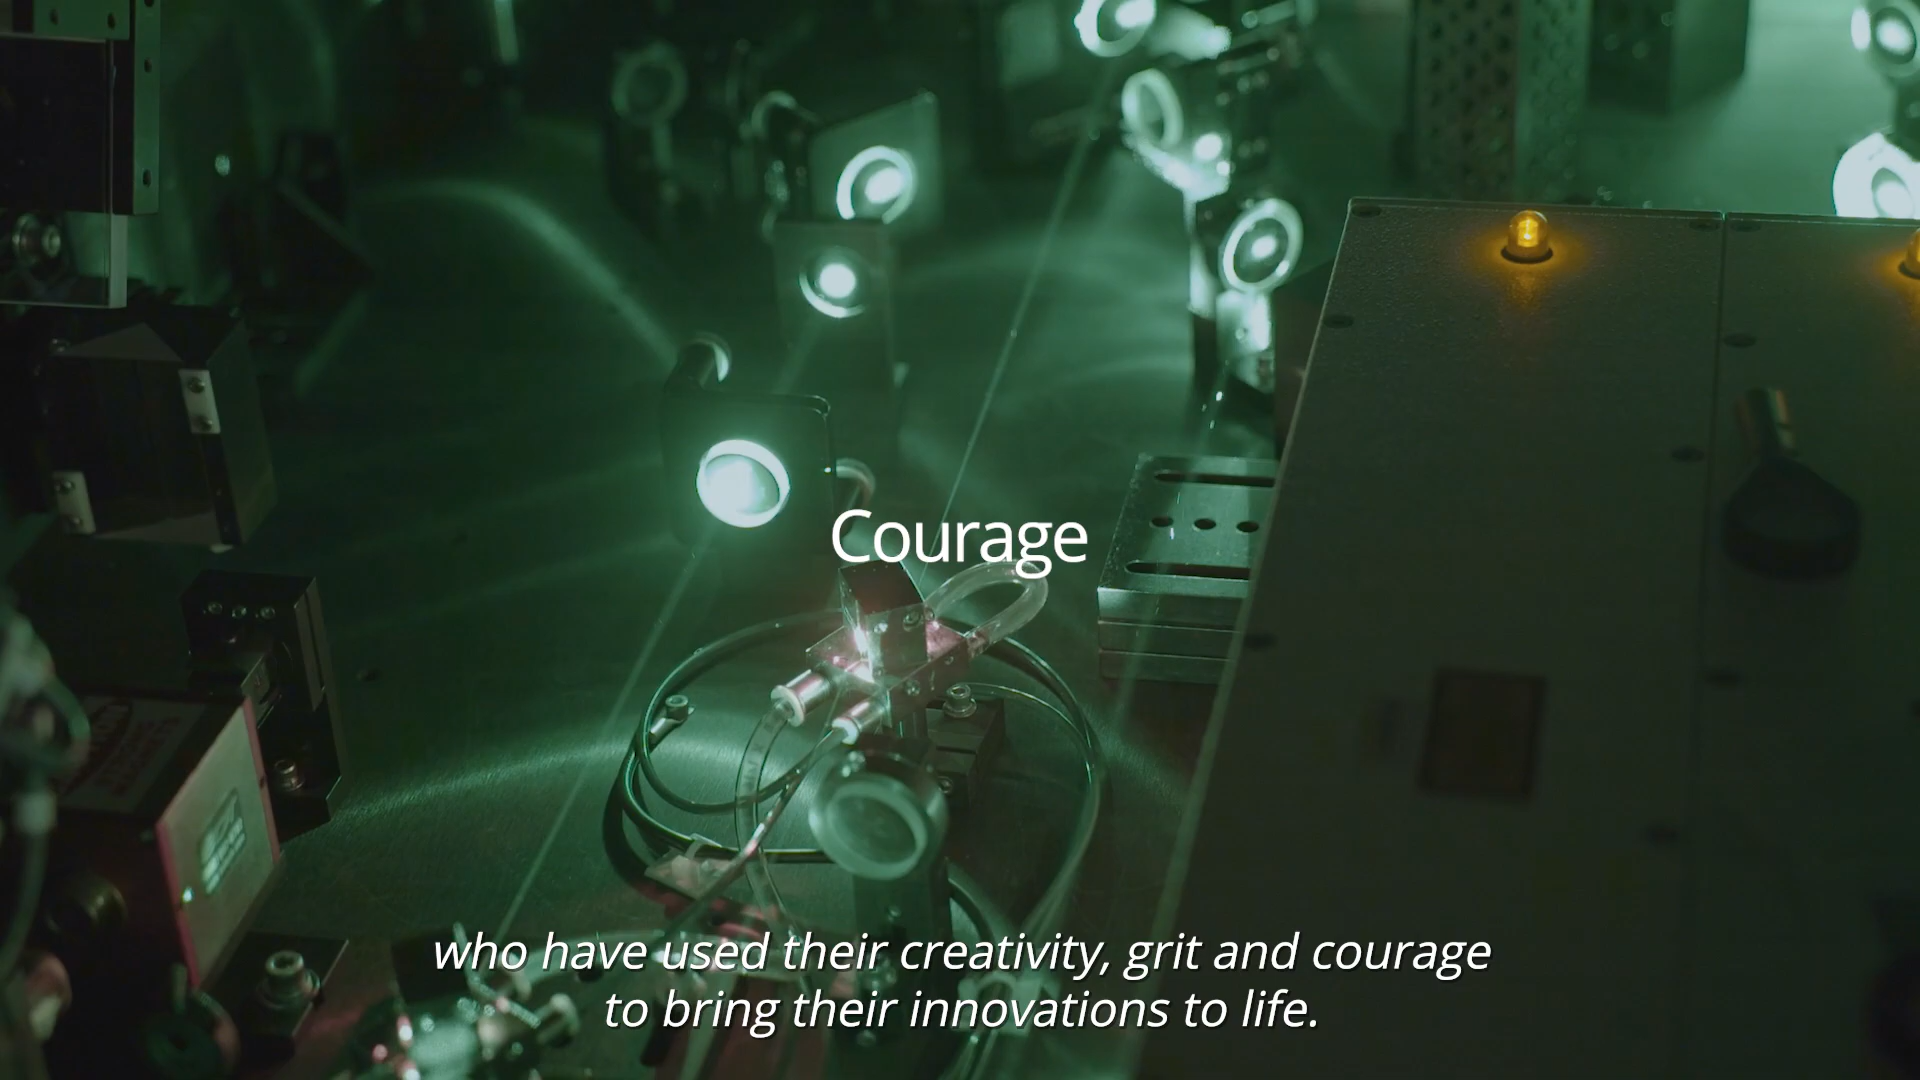 Courage
who have used their creativity, grit and courage
to bring their innovations to life.